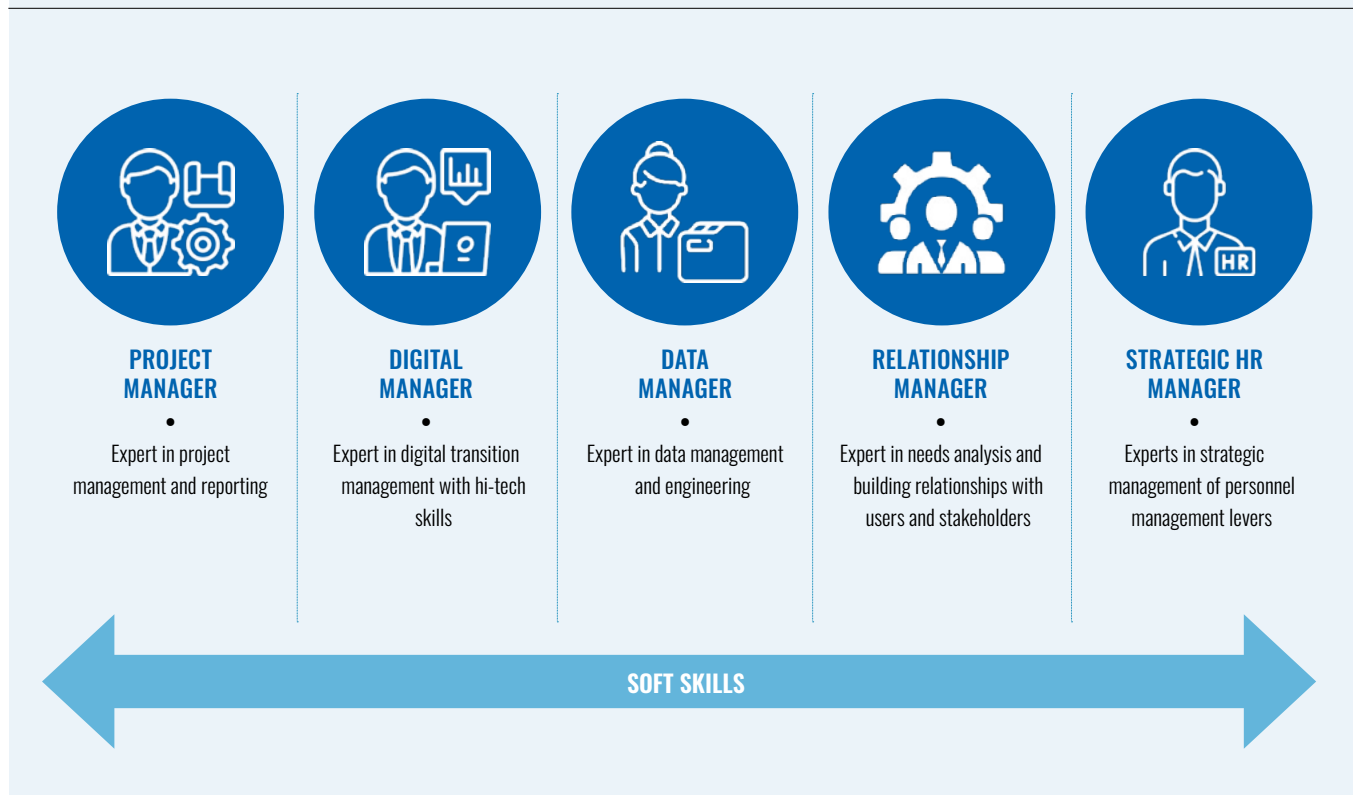 HR
PROJECT
MANAGER
•
Expert in project
management and reporting
DIGITAL
MANAGER
•
Expert in digital transition
management with hi-tech
skills
DATA
MANAGER
•
Expert in data management
and engineering
RELATIONSHIP
MANAGER
•
Expert in needs analysis and
building relationships with
users and stakeholders
STRATEGIC HR
MANAGER
•
Experts in strategic
management of personnel
management levers
SOFT SKILLS